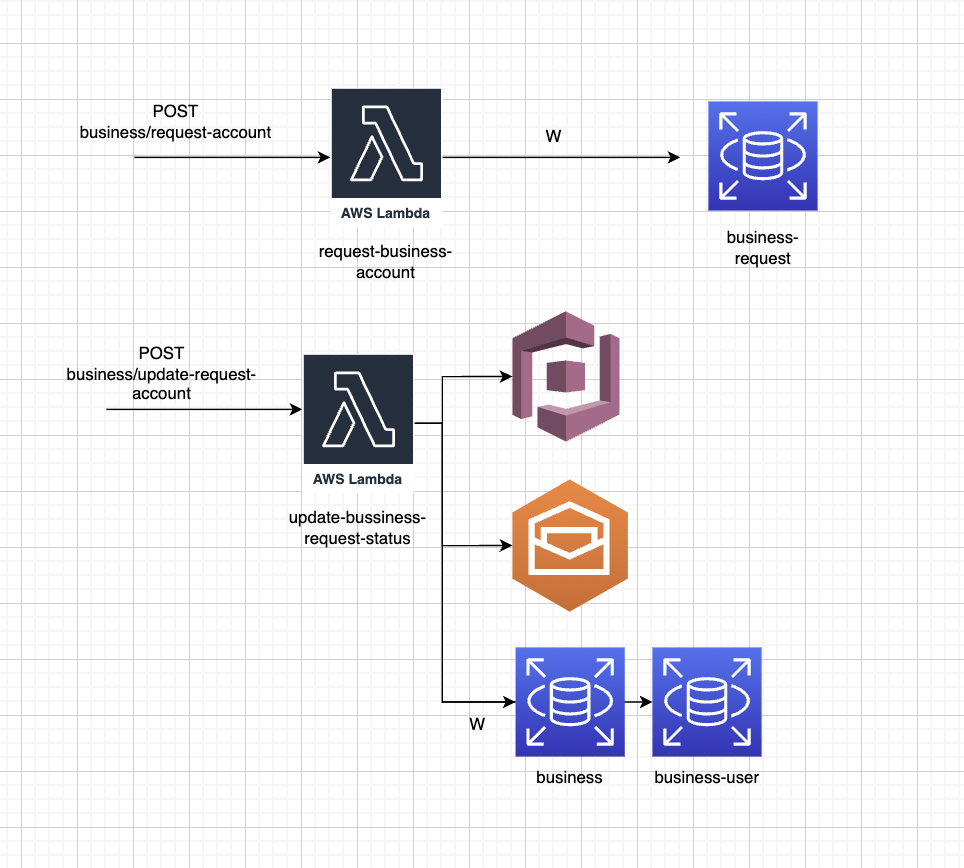 POST
business/request-account
W
AWS Lambda
request-business-
account
business-
request
POST
business/update-request-
account
AWS Lambda
update-bussiness-
request-status
W
business
business-user